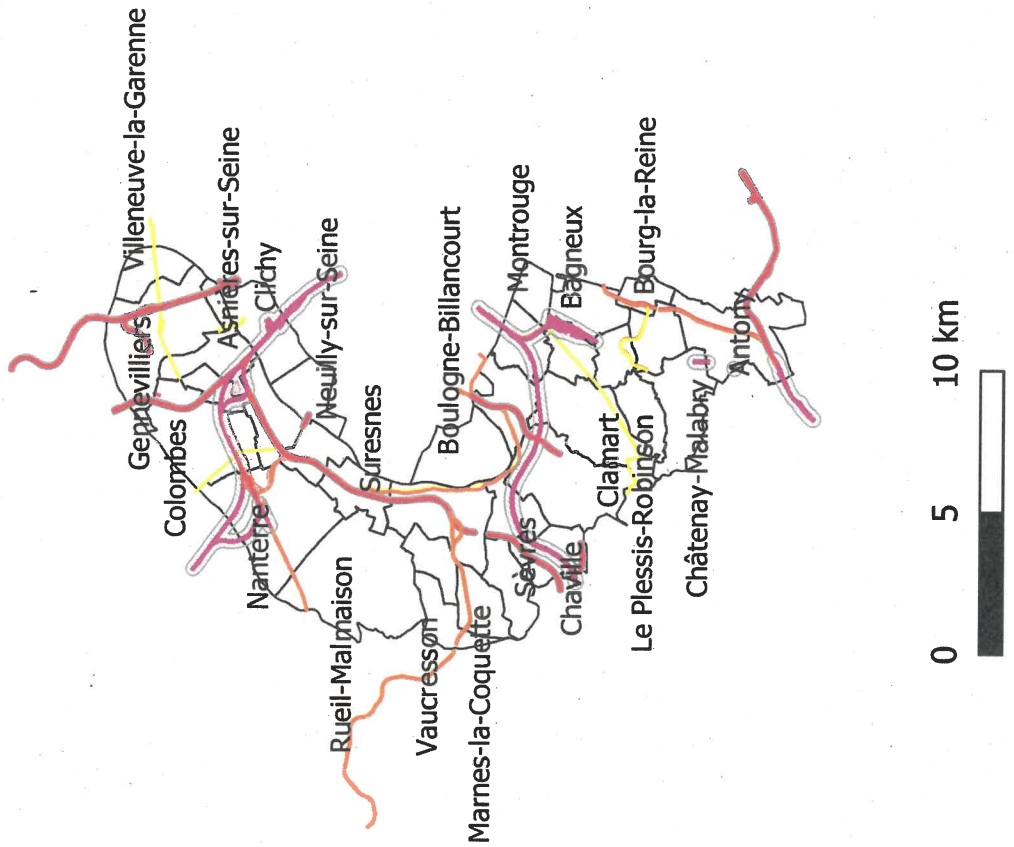 Villeneuve-la-Garenne
Gennevilliers
Asnières-sur-Seine
Colombes
Clichy
Neuilly-sur-Seine
Nanterre
Suresnes
Rueil-Malmaison
Boulogne-Billancourt
Vaucresson
Marnes-la-Coquette
Montrouge
Sèvres
Bagneux
Chaville
Clamart
Bourg-la-Reine
Le Plessis-Robinson
Châtenay-Malabry
Antony
0 5 10 km